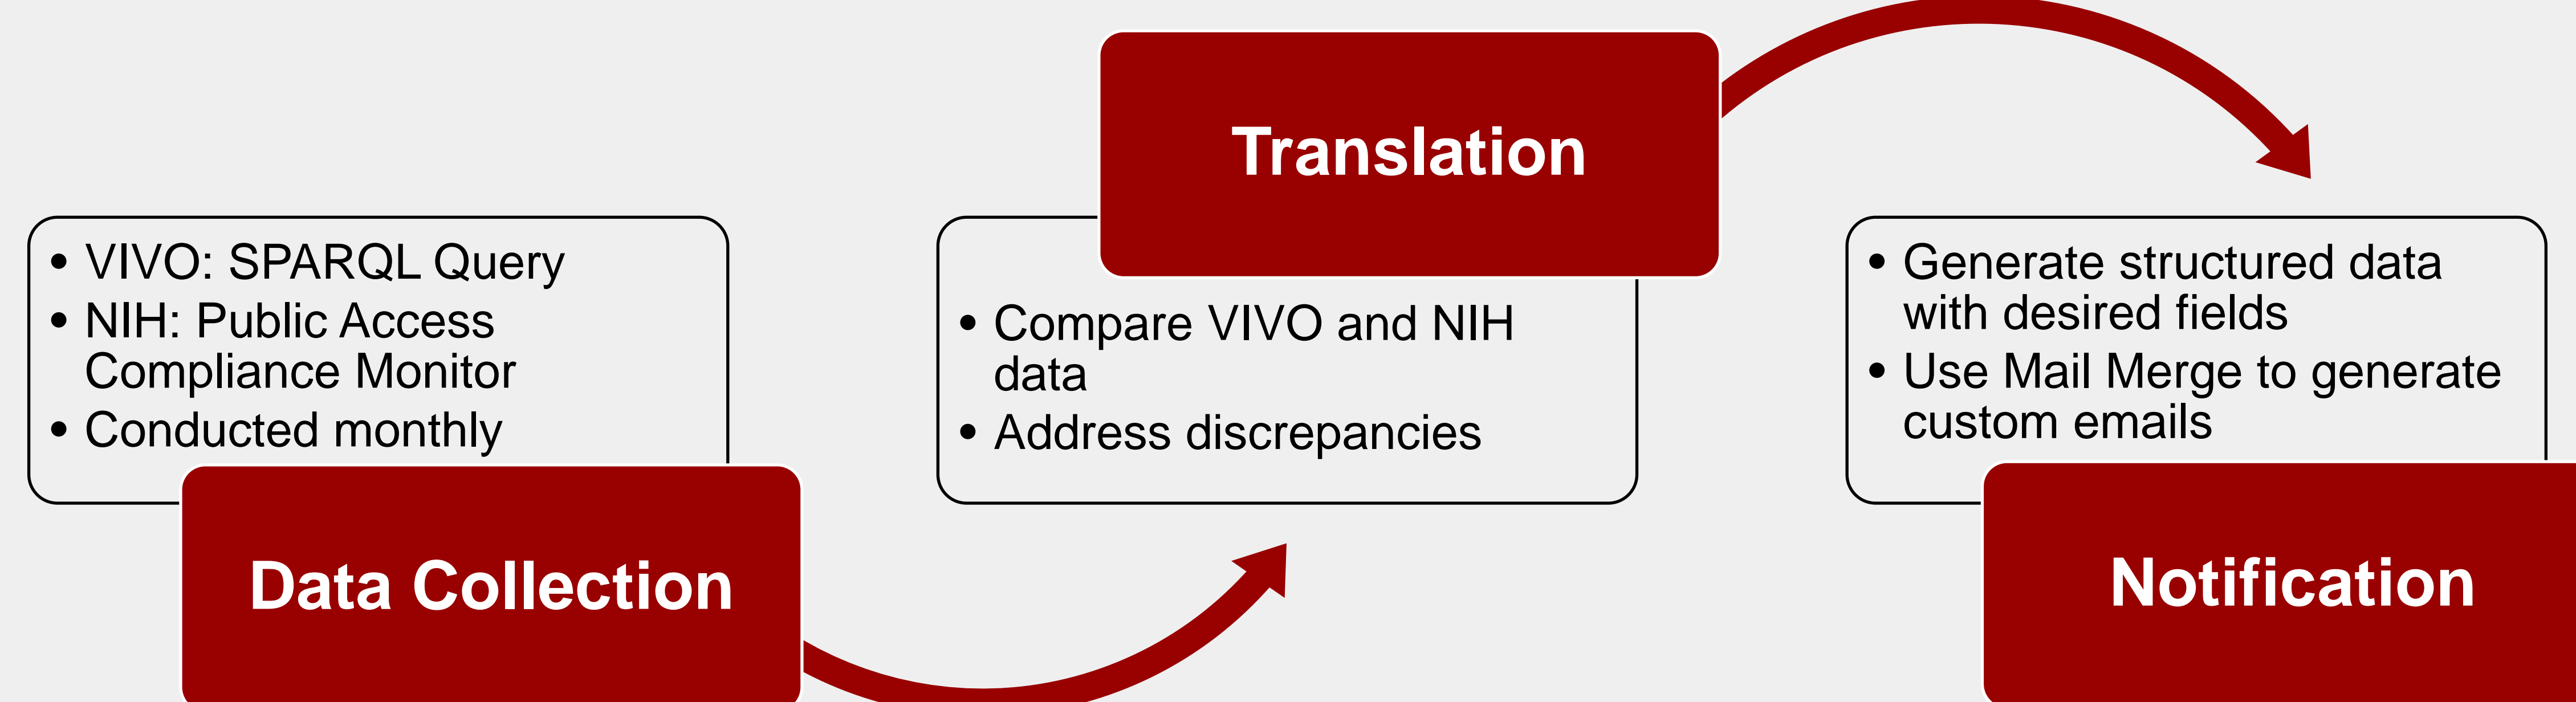 • VIVO: SPARQL Query
• NIH: Public Access
Compliance Monitor
• Conducted monthly
Data Collection
Translation
• Compare VIVO and NIH
data
• Address discrepancies
• Generate structured data
with desired fields
• Use Mail Merge to generate
custom emails
Notification